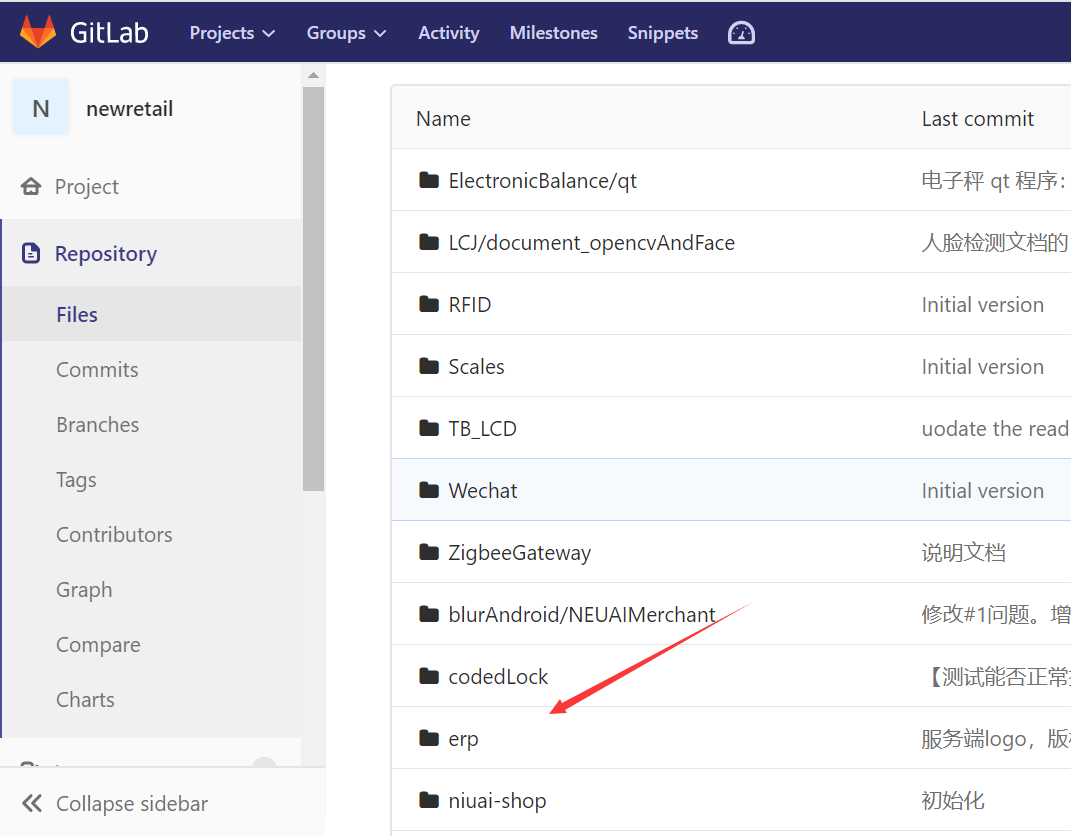 GitLab Projects Groups Activity Milestones Snippets
N newretail
Project
Repository
Files
Commits
Branches
Tags
Contributors
Graph
Compare
Charts
Collapse sidebar
Name Last commit
ElectronicBalance/qt 电子秤 qt 程序：
LCJ/document_opencvAndFace 人脸检测文档的
RFID Initial version
Scales Initial version
TB_LCD uodate the read
Wechat Initial version
ZigbeeGateway 说明文档
blurAndroid/NEUAIMerchant 修改#1问题。增
codedLock 【测试能否正常
erp 服务端logo，版
niuai-shop 初始化